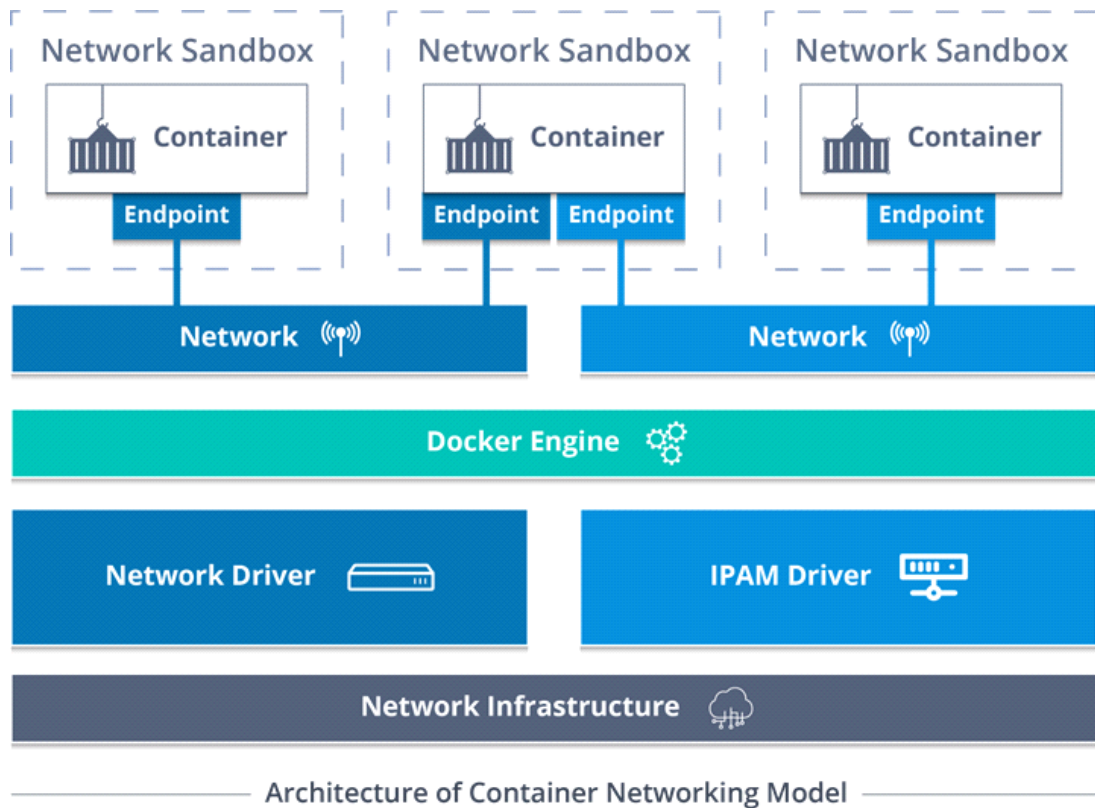 Network Sandbox
Network Sandbox
Network Sandbox
Container
Container
Container
Endpoint
Endpoint
Endpoint
Endpoint
Network
Network
Docker Engine
Network Driver
IPAM Driver
Network Infrastructure
Architecture of Container Networking Model